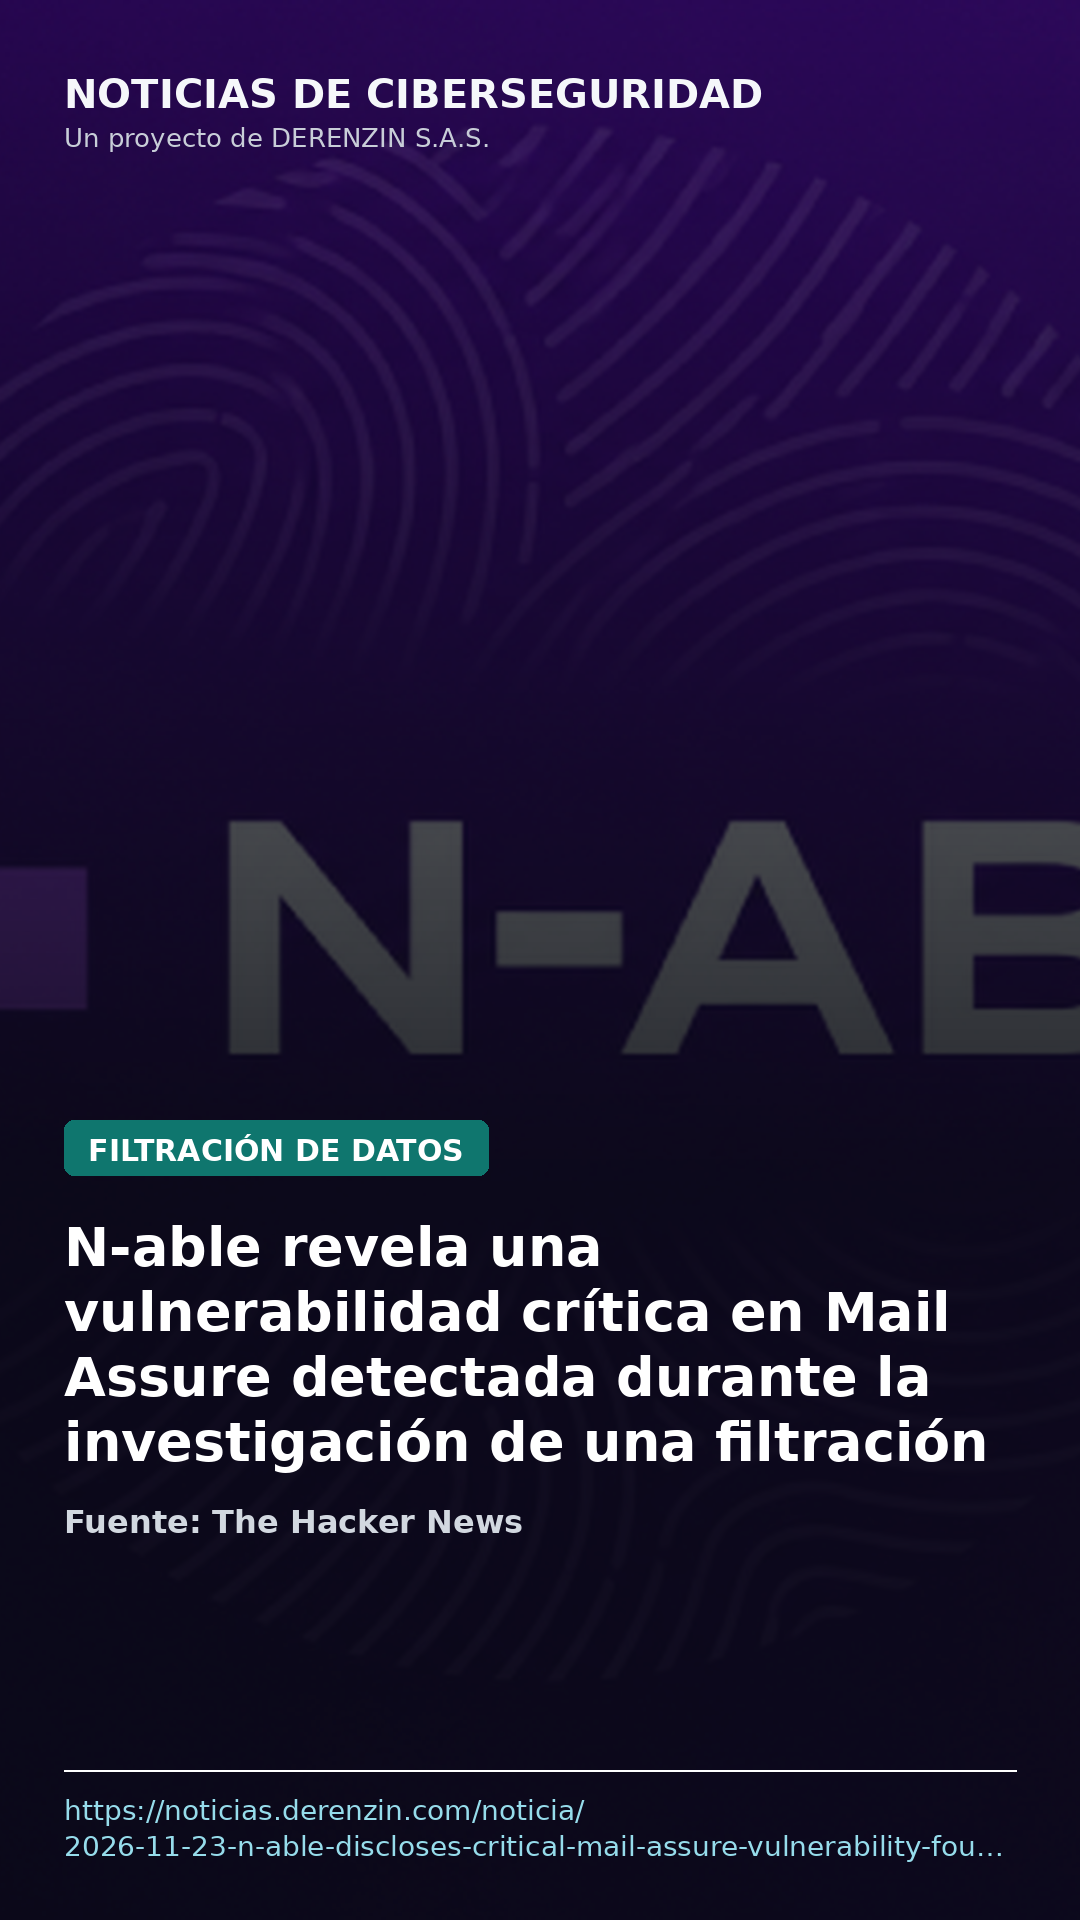 NOTICIAS DE CIBERSEGURIDAD
Un proyecto de DERENZIN S.A.S.
N-AB
FILTRACIÓN DE DATOS
N-able revela una
vulnerabilidad crítica en Mail
Assure detectada durante la
investigación de una filtración
Fuente: The Hacker News
https://noticias.derenzin.com/noticia/
2026-11-23-n-able-discloses-critical-mail-assure-vulnerability-fou…